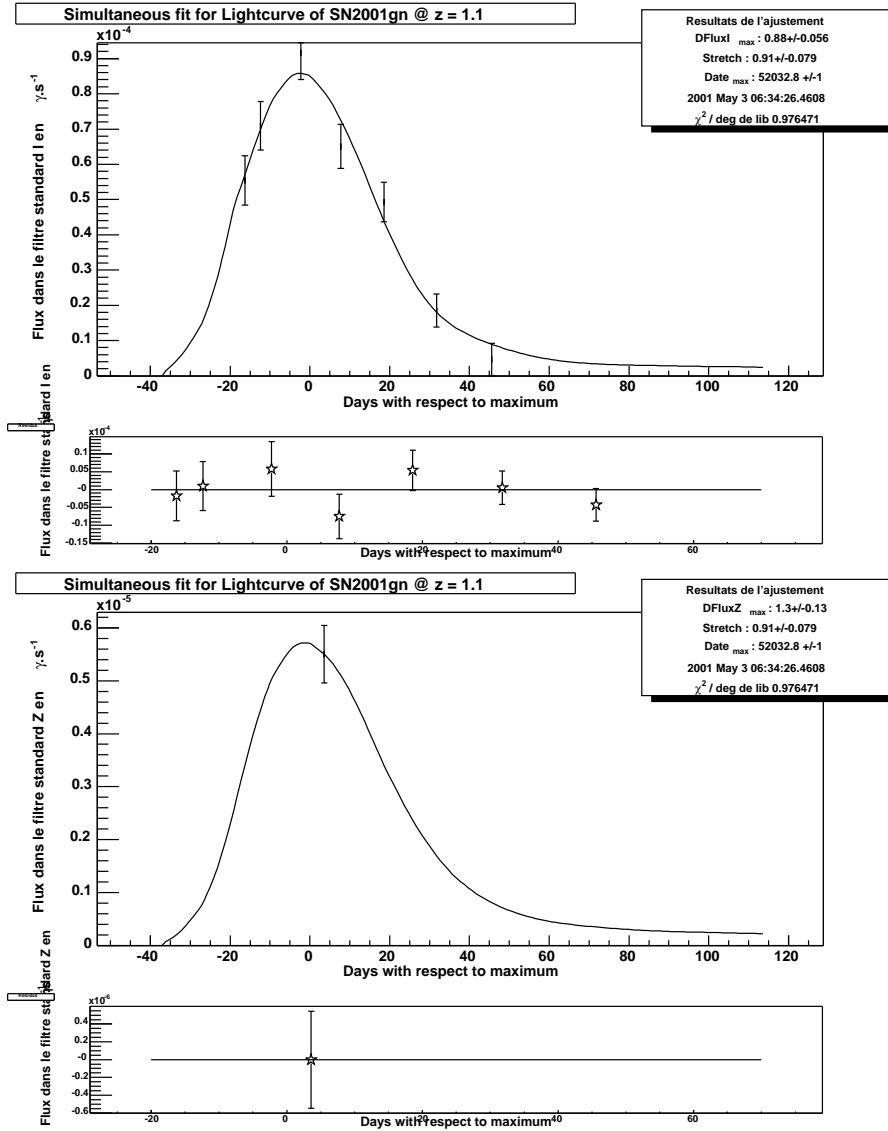 Simultaneous fit for Lightcurve of SN2001gn @ z = 1.1
x10⁻⁴
Flux dans le filtre standard I en γ.s⁻¹
0.9
0.8
0.7
0.6
0.5
0.4
0.3
0.2
0.1
0
-40 -20 0 20 40 60 80 100 120
Days with respect to maximum
Resultats de l'ajustement
DFluxI max : 0.88+/-0.056
Stretch : 0.91+/-0.079
Date max : 52032.8 +/-1
2001 May 3 06:34:26.4608
χ² / deg de lib 0.976471
x10⁻⁴
Flux dans le filtre standard I en
0.1
0.05
-0
-0.05
-0.1
-0.15
-20 0 20 40 60
Days with respect to maximum
Simultaneous fit for Lightcurve of SN2001gn @ z = 1.1
x10⁻⁵
Flux dans le filtre standard Z en γ.s⁻¹
0.6
0.5
0.4
0.3
0.2
0.1
0
-40 -20 0 20 40 60 80 100 120
Days with respect to maximum
Resultats de l'ajustement
DFluxZ max : 1.3+/-0.13
Stretch : 0.91+/-0.079
Date max : 52032.8 +/-1
2001 May 3 06:34:26.4608
χ² / deg de lib 0.976471
x10⁻⁶
Flux dans le filtre standard Z en
0.4
0.2
-0
-0.2
-0.4
-0.6
-20 0 20 40 60
Days with respect to maximum